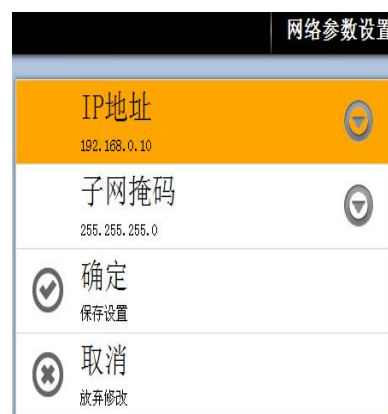 网络参数设置
IP地址
192.168.0.10
子网掩码
255.255.255.0
确定
保存设置
取消
放弃修改